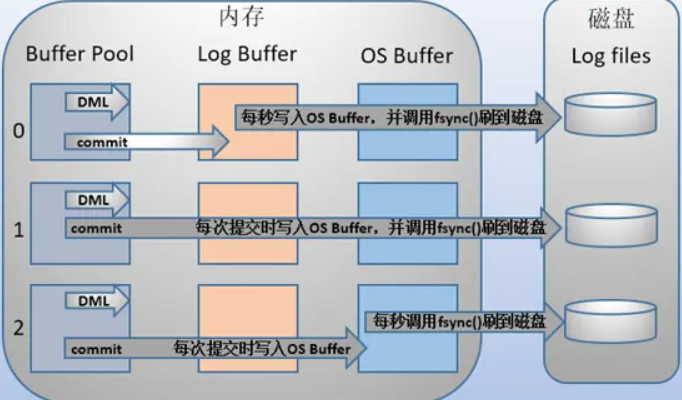 内存
磁盘
Buffer Pool
Log Buffer
OS Buffer
Log files
0
DML
commit
每秒写入OS Buffer，并调用fsync()刷到磁盘
1
DML
commit
每次提交时写入OS Buffer，并调用fsync()刷到磁盘
2
DML
commit
每次提交时写入OS Buffer
每秒调用fsync()刷到磁盘